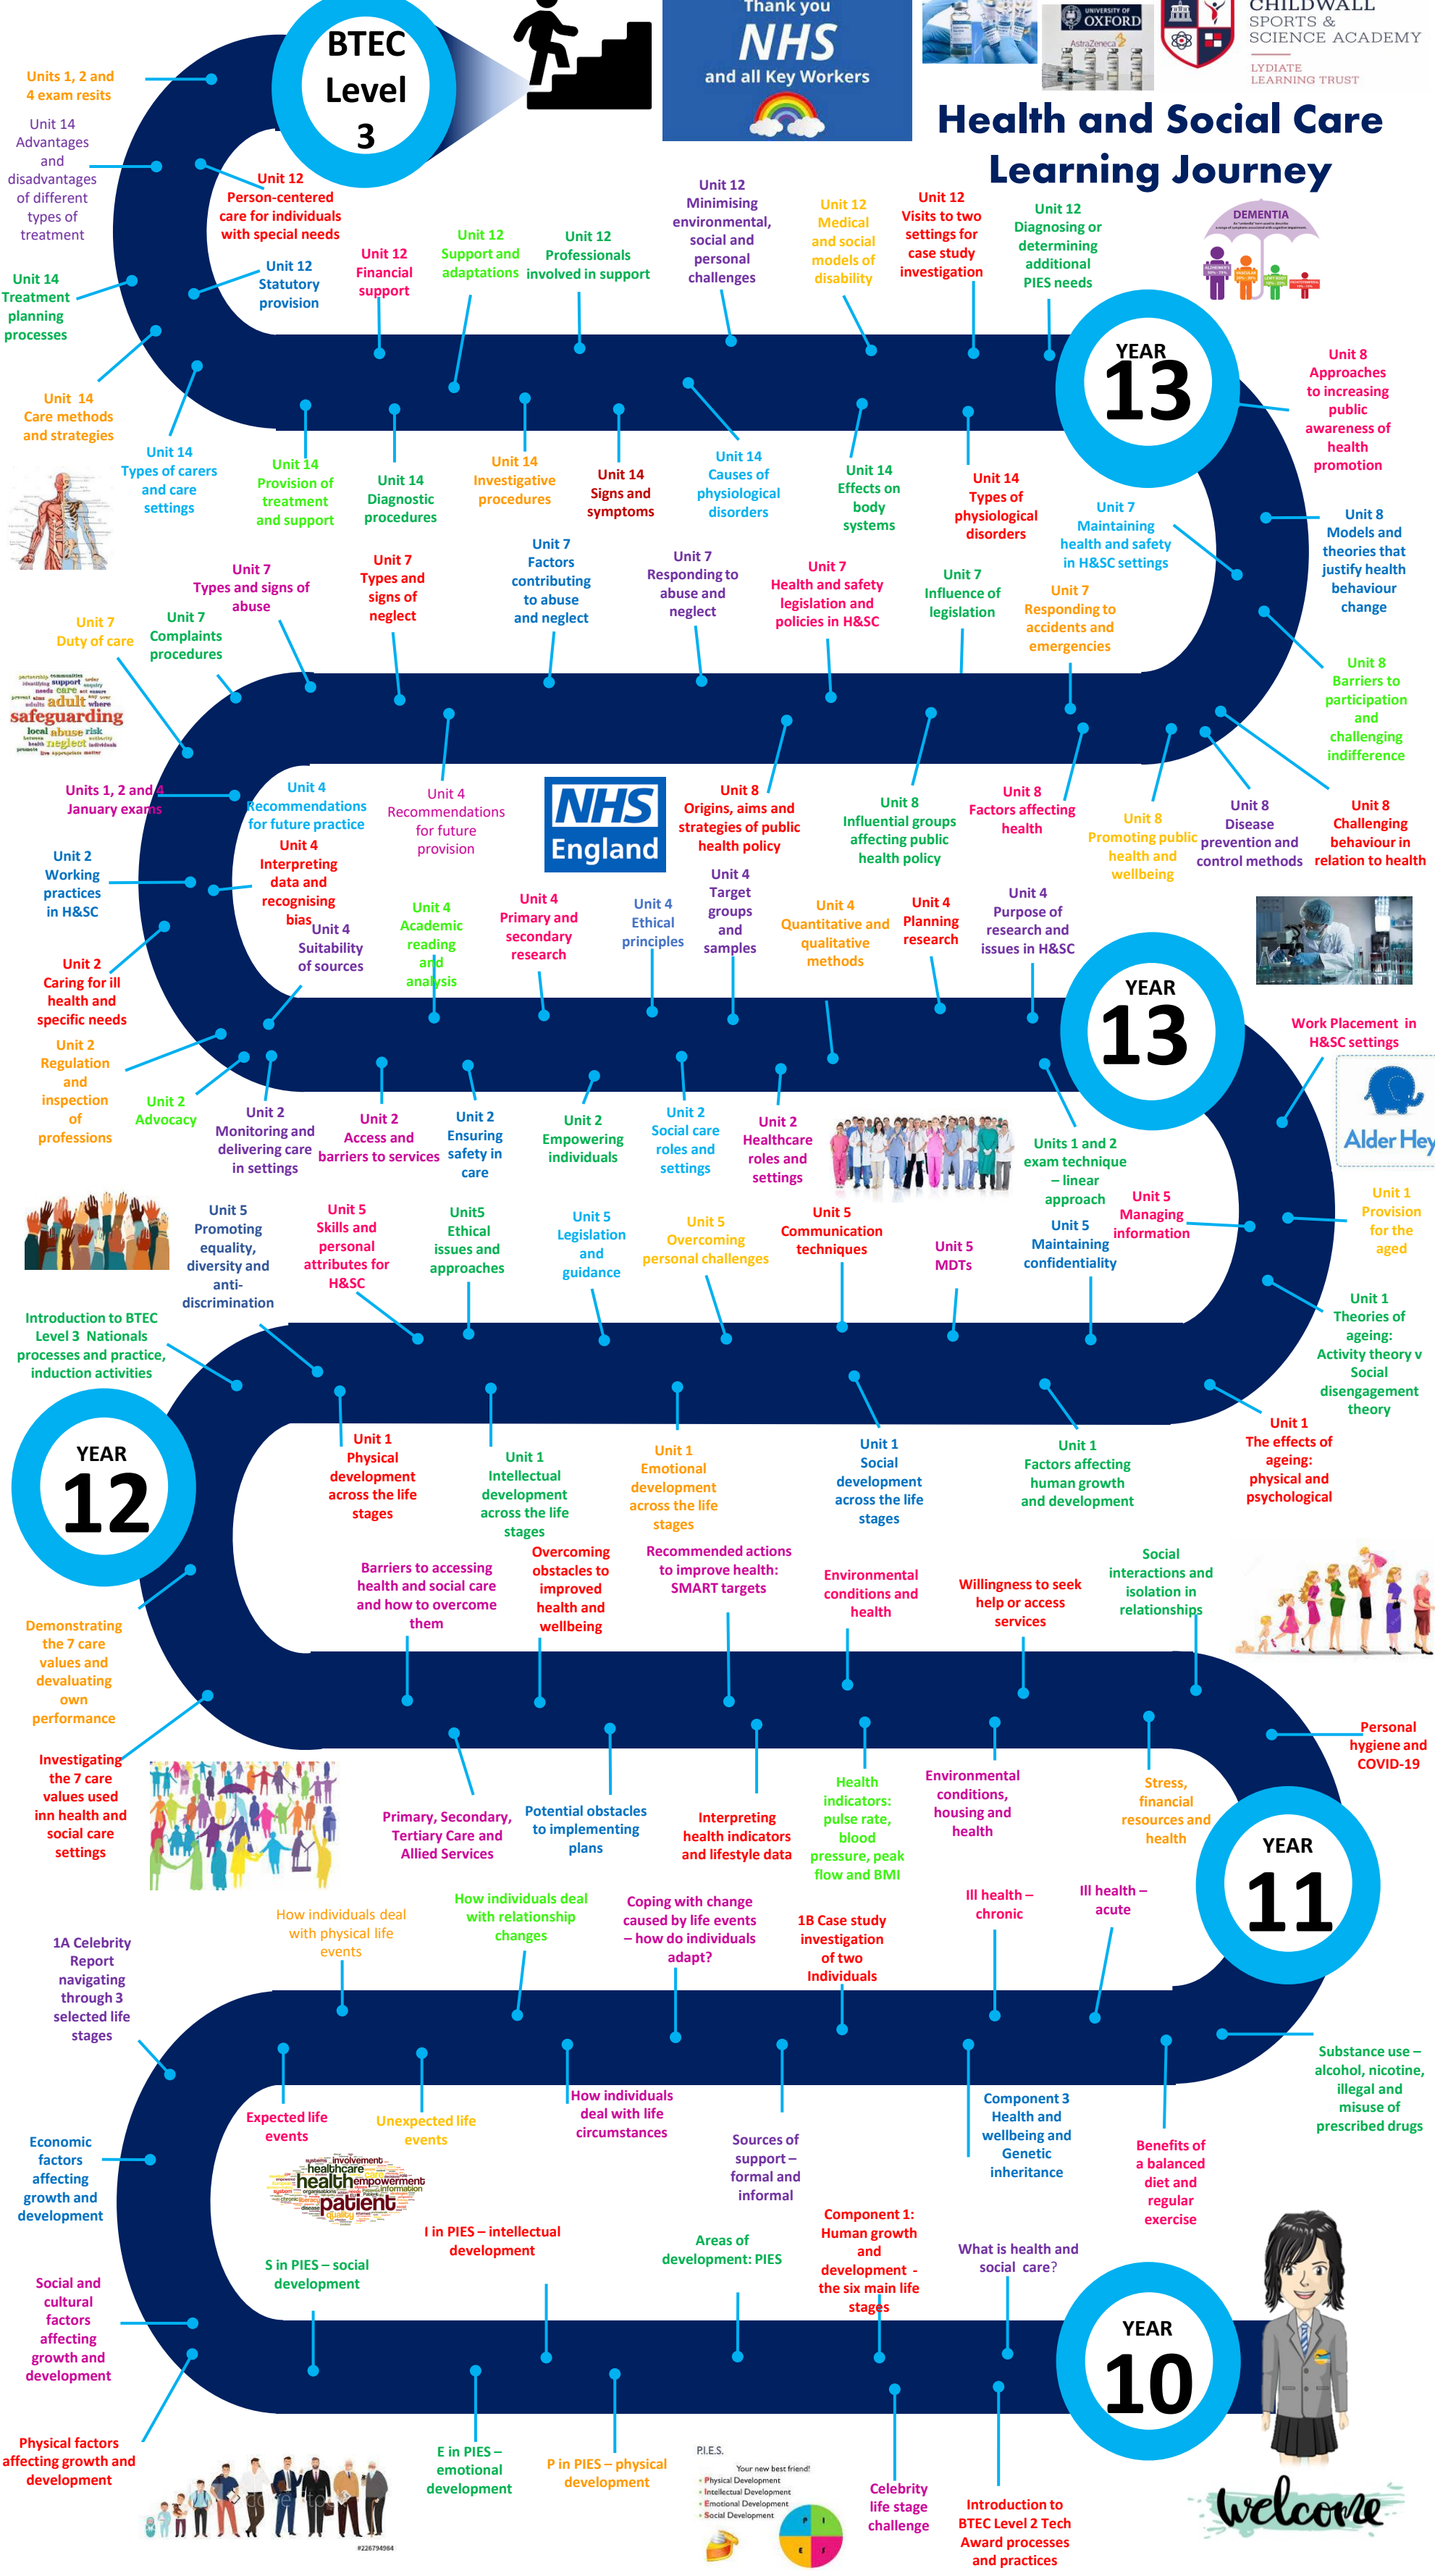 BTEC
Level
3
Thank you
NHS
and all Key Workers
UNIVERSITY OF
OXFORD
AstraZeneca
CHILDWALL
SPORTS &
SCIENCE ACADEMY
LYDIATE
LEARNING TRUST
Health and Social Care
Learning Journey
Units 1, 2 and
4 exam resits
Unit 14
Advantages
and
disadvantages
of different
types of
treatment
Unit 12
Person-centered
care for individuals
with special needs
Unit 12
Statutory
provision
Unit 12
Financial
support
Unit 12
Support and
adaptations
Unit 12
Professionals
involved in support
Unit 12
Minimising
environmental,
social and
personal
challenges
Unit 12
Medical
and social
models of
disability
Unit 12
Visits to two
settings for
case study
investigation
Unit 12
Diagnosing or
determining
additional
PIES needs
DEMENTIA
Unit 14
Treatment
planning
processes
YEAR
13
Unit 8
Approaches
to increasing
public
awareness of
health
promotion
Unit 14
Care methods
and strategies
Unit 14
Types of carers
and care
settings
Unit 14
Provision of
treatment
and support
Unit 14
Diagnostic
procedures
Unit 14
Investigative
procedures
Unit 14
Signs and
symptoms
Unit 14
Causes of
physiological
disorders
Unit 14
Effects on
body
systems
Unit 14
Types of
physiological
disorders
Unit 7
Maintaining
health and safety
in H&SC settings
Unit 8
Models and
theories that
justify health
behaviour
change
Unit 7
Duty of care
Unit 7
Complaints
procedures
Unit 7
Types and signs of
abuse
Unit 7
Types and
signs of
neglect
Unit 7
Factors
contributing
to abuse
and neglect
Unit 7
Responding to
abuse and
neglect
Unit 7
Health and safety
legislation and
policies in H&SC
Unit 7
Influence of
legislation
Unit 7
Responding to
accidents and
emergencies
Unit 8
Barriers to
participation
and
challenging
indifference
partnership communities
identifying support order
needs care act ensure
adult where
safeguarding
local abuse risk
health neglect individuals
Units 1, 2 and 4
January exams
Unit 4
Recommendations
for future practice
Unit 4
Recommendations
for future
provision
NHS
England
Unit 8
Origins, aims and
strategies of public
health policy
Unit 8
Influential groups
affecting public
health policy
Unit 8
Factors affecting
health
Unit 8
Promoting public
health and
wellbeing
Unit 8
Disease
prevention and
control methods
Unit 8
Challenging
behaviour in
relation to health
Unit 2
Working
practices
in H&SC
Unit 4
Interpreting
data and
recognising
bias
Unit 4
Suitability
of sources
Unit 4
Academic
reading
and
analysis
Unit 4
Primary and
secondary
research
Unit 4
Ethical
principles
Unit 4
Target
groups
and
samples
Unit 4
Quantitative and
qualitative
methods
Unit 4
Planning
research
Unit 4
Purpose of
research and
issues in H&SC
YEAR
13
Unit 2
Caring for ill
health and
specific needs
Work Placement in
H&SC settings
Alder Hey
Unit 2
Regulation
and
inspection
of
professions
Unit 2
Advocacy
Unit 2
Monitoring and
delivering care
in settings
Unit 2
Access and
barriers to services
Unit 2
Ensuring
safety in
care
Unit 2
Empowering
individuals
Unit 2
Social care
roles and
settings
Unit 2
Healthcare
roles and
settings
Units 1 and 2
exam technique
– linear
approach
Unit 5
Managing
information
Unit 1
Provision
for the
aged
Unit 5
Promoting
equality,
diversity and
anti-
discrimination
Unit 5
Skills and
personal
attributes for
H&SC
Unit5
Ethical
issues and
approaches
Unit 5
Legislation
and
guidance
Unit 5
Overcoming
personal challenges
Unit 5
Communication
techniques
Unit 5
MDTs
Unit 5
Maintaining
confidentiality
Unit 1
Theories of
ageing:
Activity theory v
Social
disengagement
theory
Introduction to BTEC
Level 3 Nationals
processes and practice,
induction activities
YEAR
12
Unit 1
Physical
development
across the life
stages
Unit 1
Intellectual
development
across the life
stages
Unit 1
Emotional
development
across the life
stages
Unit 1
Social
development
across the life
stages
Unit 1
Factors affecting
human growth
and development
Unit 1
The effects of
ageing:
physical and
psychological
Barriers to accessing
health and social care
and how to overcome
them
Overcoming
obstacles to
improved
health and
wellbeing
Recommended actions
to improve health:
SMART targets
Environmental
conditions and
health
Willingness to seek
help or access
services
Social
interactions and
isolation in
relationships
Demonstrating
the 7 care
values and
devaluating
own
performance
Investigating
the 7 care
values used
inn health and
social care
settings
Primary, Secondary,
Tertiary Care and
Allied Services
Potential obstacles
to implementing
plans
Interpreting
health indicators
and lifestyle data
Health
indicators:
pulse rate,
blood
pressure, peak
flow and BMI
Environmental
conditions,
housing and
health
Stress,
financial
resources and
health
Personal
hygiene and
COVID-19
YEAR
11
1A Celebrity
Report
navigating
through 3
selected life
stages
How individuals deal
with physical life
events
How individuals deal
with relationship
changes
Coping with change
caused by life events
– how do individuals
adapt?
1B Case study
investigation
of two
Individuals
Ill health –
chronic
Ill health –
acute
Substance use –
alcohol, nicotine,
illegal and
misuse of
prescribed drugs
Expected life
events
Unexpected life
events
How individuals
deal with life
circumstances
Sources of
support –
formal and
informal
Component 3
Health and
wellbeing and
Genetic
inheritance
Benefits of
a balanced
diet and
regular
exercise
Economic
factors
affecting
growth and
development
involvement
healthcare
health empowerment
information
patient
quality
S in PIES – social
development
I in PIES – intellectual
development
Areas of
development: PIES
Component 1:
Human growth
and
development -
the six main life
stages
What is health and
social care?
Social and
cultural
factors
affecting
growth and
development
YEAR
10
Physical factors
affecting growth and
development
E in PIES –
emotional
development
P in PIES – physical
development
P.I.E.S.
Your new best friend!
• Physical Development
• Intellectual Development
• Emotional Development
• Social Development
P I
E S
Celebrity
life stage
challenge
Introduction to
BTEC Level 2 Tech
Award processes
and practices
welcome
#226794984